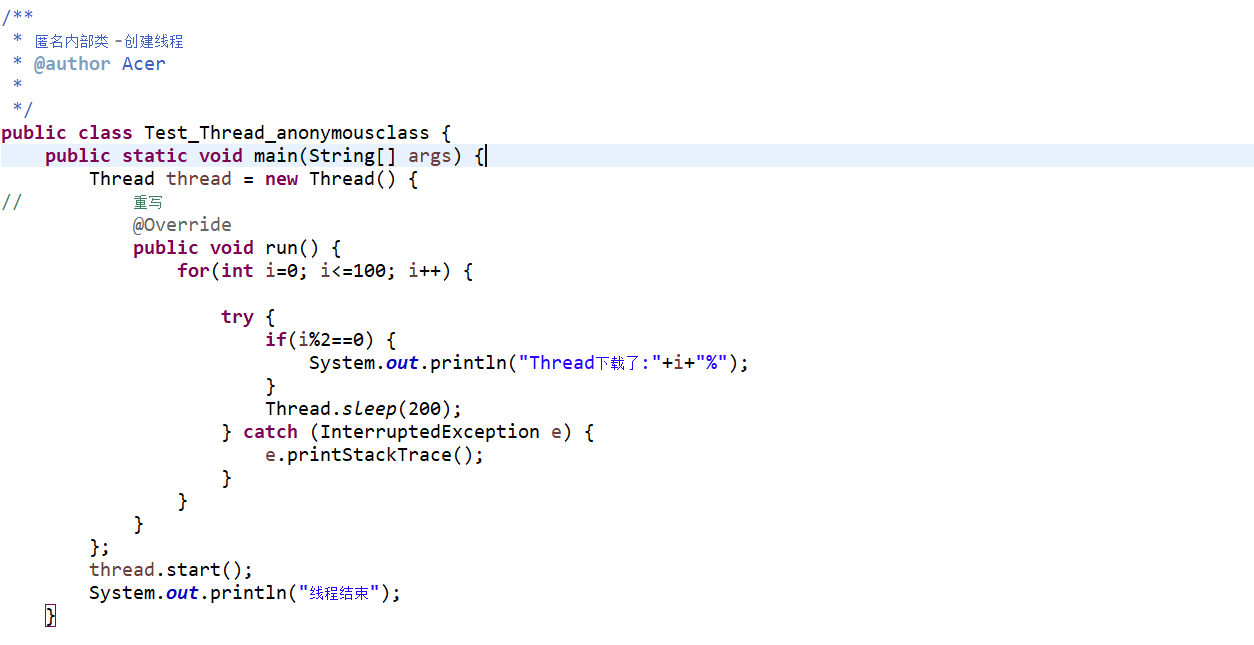 /**
 * 匿名内部类 -创建线程
 * @author Acer
 *
 */
public class Test_Thread_anonymousclass {
    public static void main(String[] args) {
        Thread thread = new Thread() {
//          重写
            @Override
            public void run() {
                for(int i=0; i<=100; i++) {

                    try {
                        if(i%2==0) {
                            System.out.println("Thread下载了:"+i+"%");
                        }
                        Thread.sleep(200);
                    } catch (InterruptedException e) {
                        e.printStackTrace();
                    }
                }
            }
        };
        thread.start();
        System.out.println("线程结束");
    }